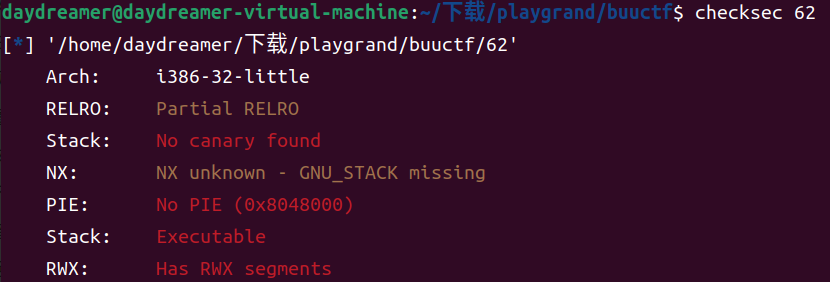 daydreamer@daydreamer-virtual-machine:~/下载/playgrand/buuctf$ checksec 62
[*] '/home/daydreamer/下载/playgrand/buuctf/62'
Arch: i386-32-little
RELRO: Partial RELRO
Stack: No canary found
NX: NX unknown - GNU_STACK missing
PIE: No PIE (0x8048000)
Stack: Executable
RWX: Has RWX segments